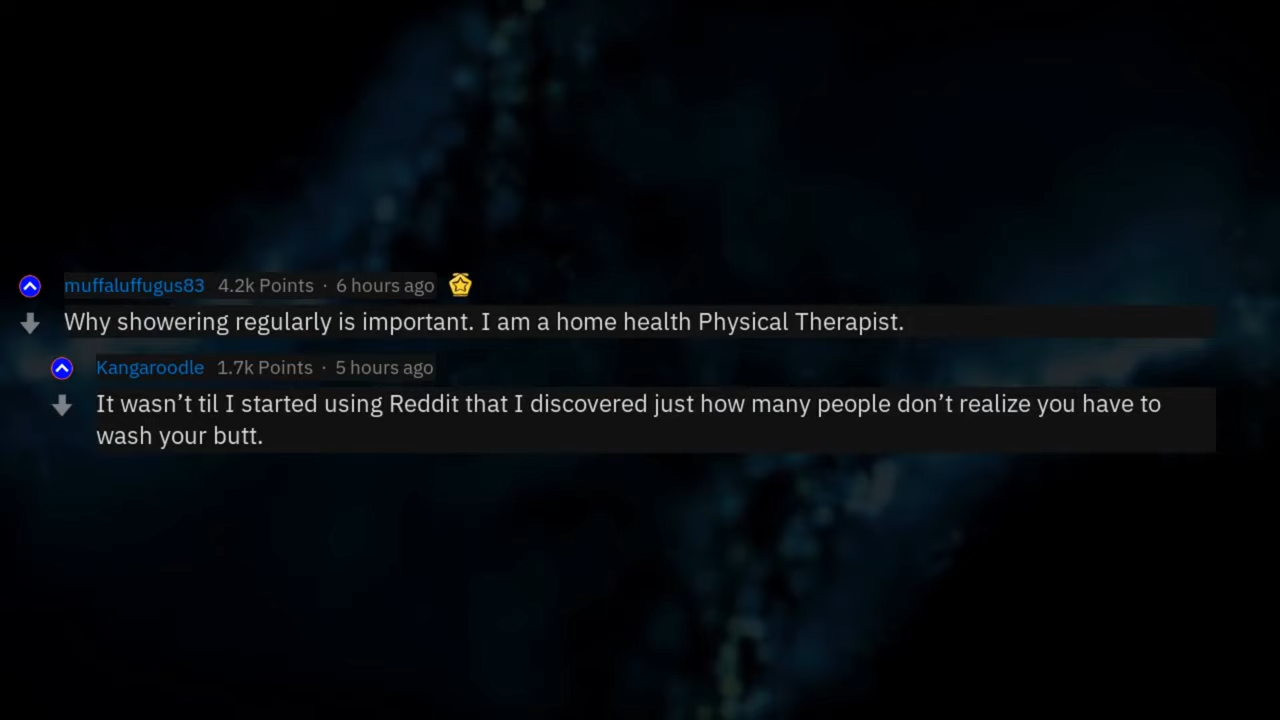 muffaluffugus83 4.2k Points · 6 hours ago
Why showering regularly is important. I am a home health Physical Therapist.
Kangaroodle 1.7k Points · 5 hours ago
It wasn’t til I started using Reddit that I discovered just how many people don’t realize you have to
wash your butt.